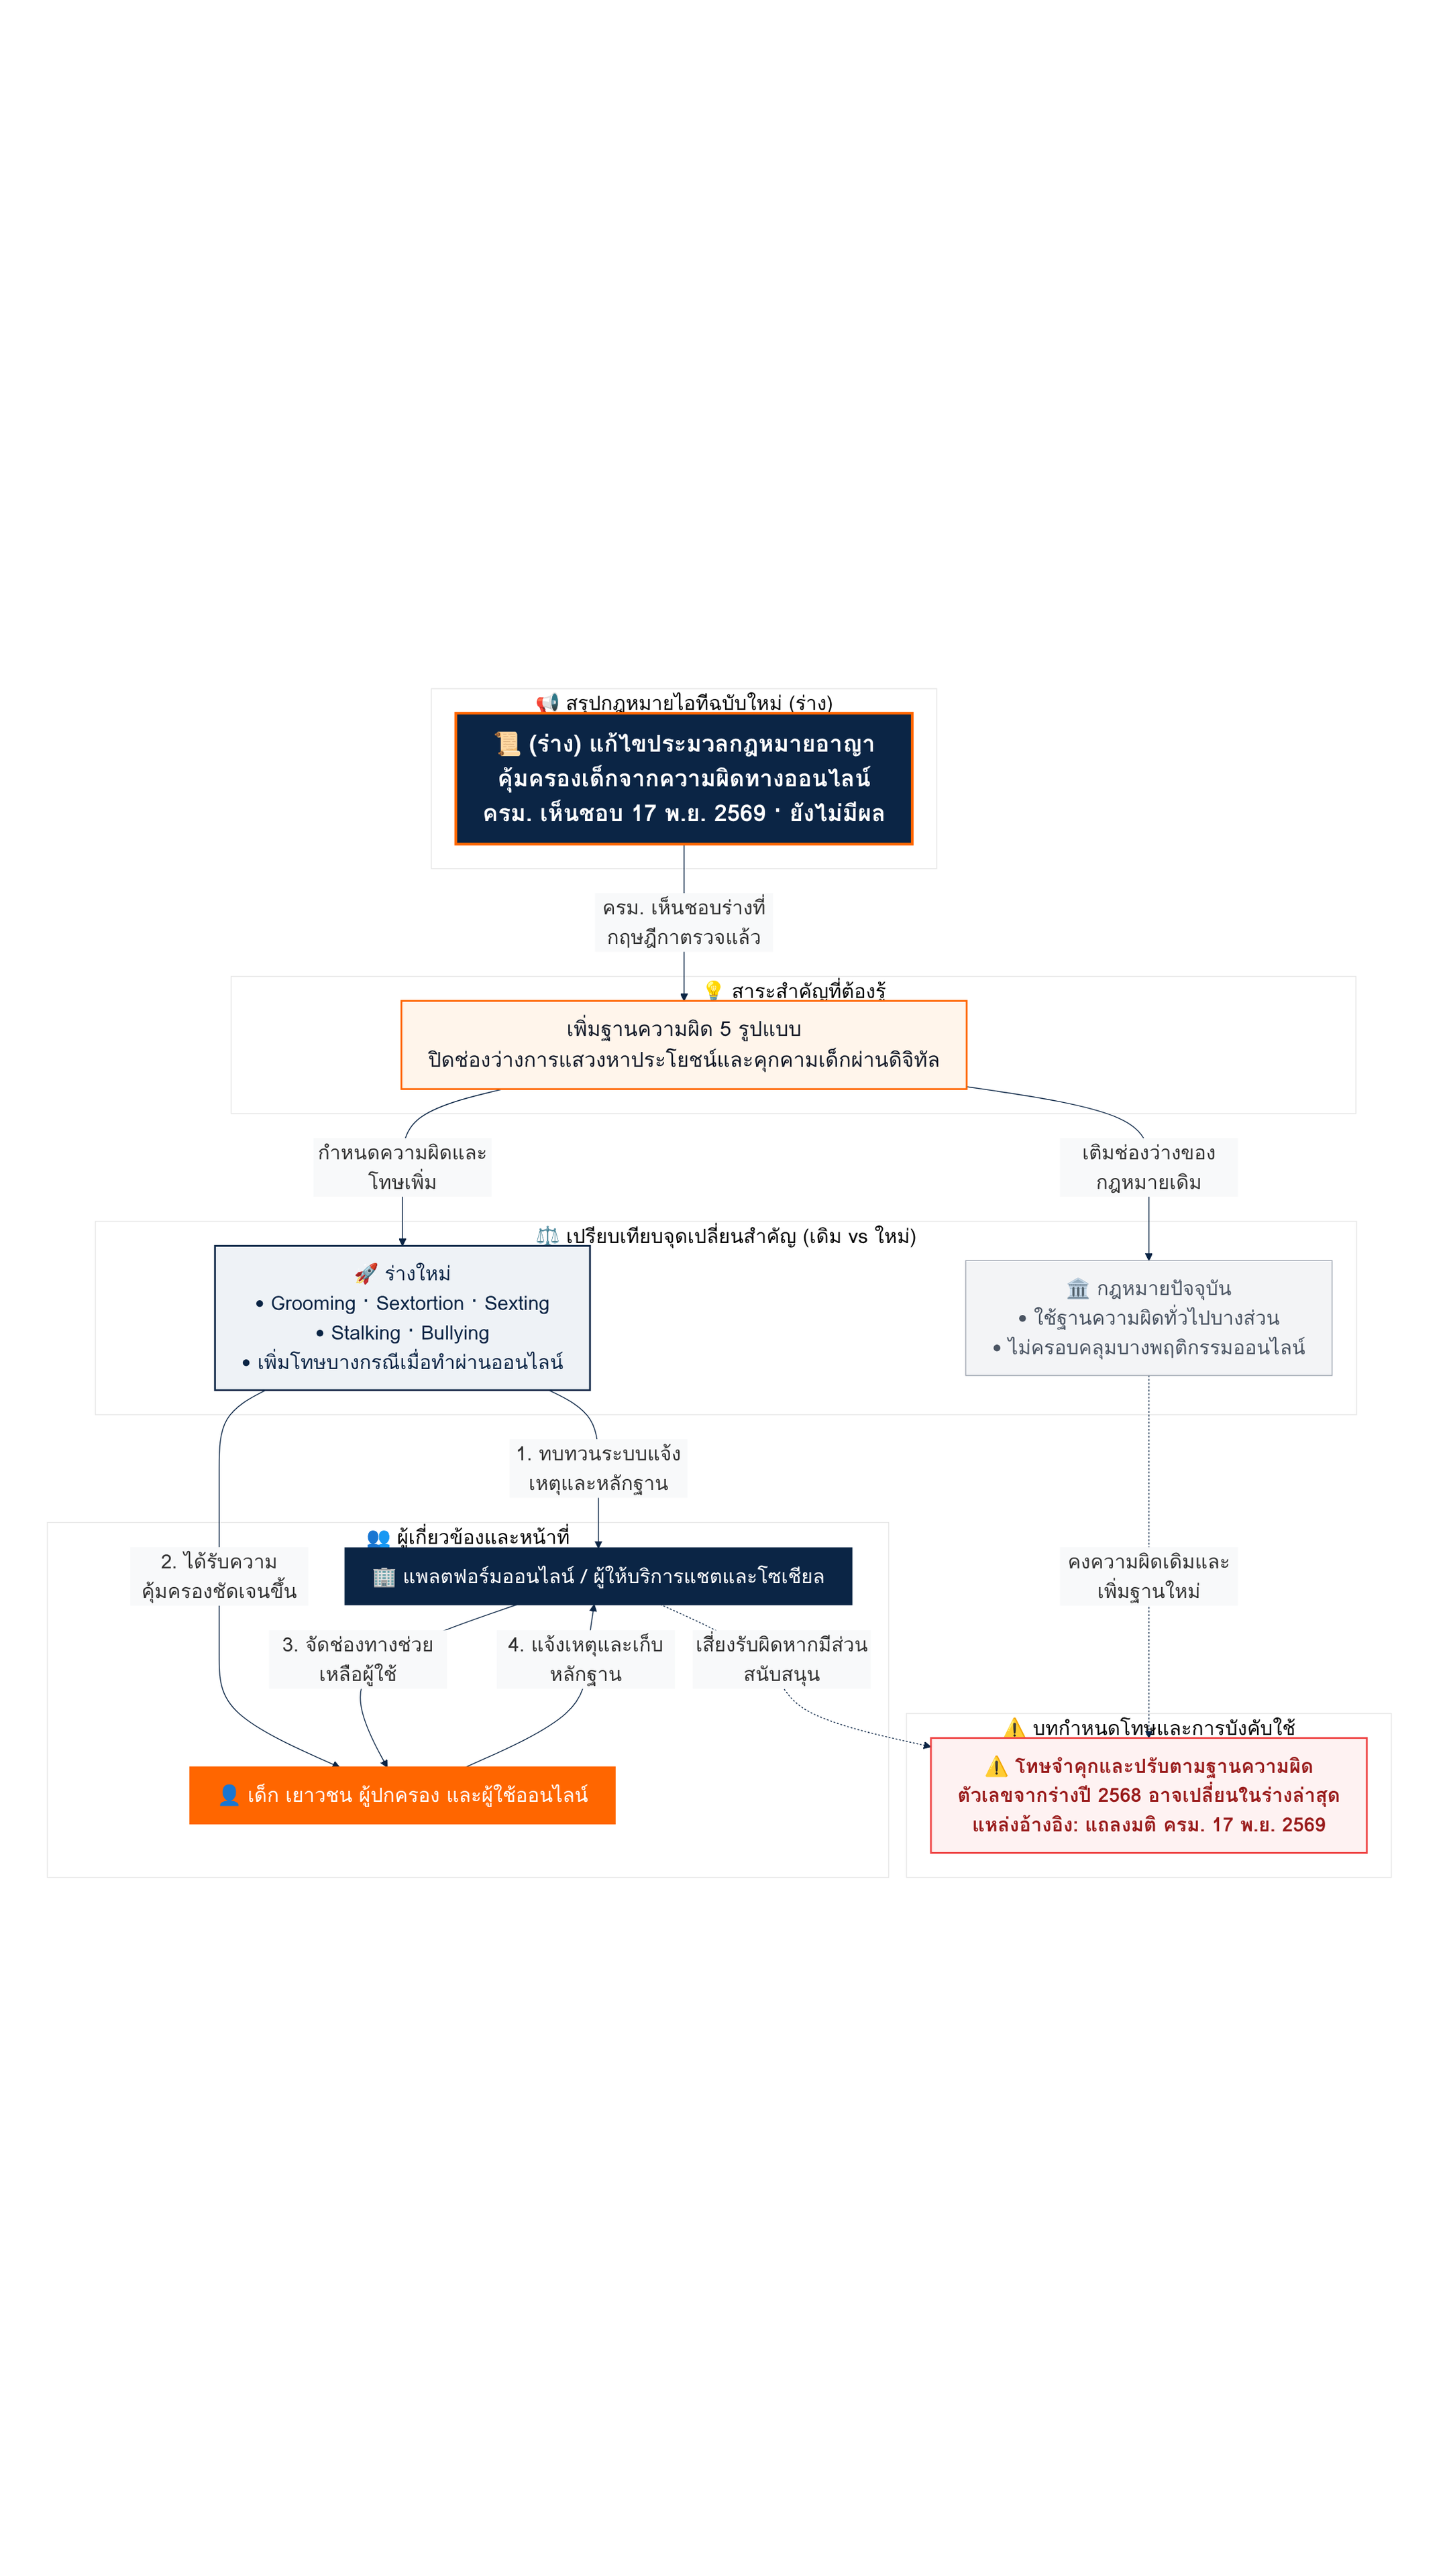 📢 สรุปกฎหมายไอทีฉบับใหม่ (ร่าง)
📜 (ร่าง) แก้ไขประมวลกฎหมายอาญา
คุ้มครองเด็กจากความผิดทางออนไลน์
ครม. เห็นชอบ 17 พ.ย. 2569 · ยังไม่มีผล
ครม. เห็นชอบร่างที่
กฤษฎีกาตรวจแล้ว
💡 สาระสำคัญที่ต้องรู้
เพิ่มฐานความผิด 5 รูปแบบ
ปิดช่องว่างการแสวงหาประโยชน์และคุกคามเด็กผ่านดิจิทัล
กำหนดความผิดและ
โทษเพิ่ม
เติมช่องว่างของ
กฎหมายเดิม
⚖️ เปรียบเทียบจุดเปลี่ยนสำคัญ (เดิม vs ใหม่)
🚀 ร่างใหม่
• Grooming · Sextortion · Sexting
• Stalking · Bullying
• เพิ่มโทษบางกรณีเมื่อทำผ่านออนไลน์
🏛️ กฎหมายปัจจุบัน
• ใช้ฐานความผิดทั่วไปบางส่วน
• ไม่ครอบคลุมบางพฤติกรรมออนไลน์
1. ทบทวนระบบแจ้ง
เหตุและหลักฐาน
👥 ผู้เกี่ยวข้องและหน้าที่
2. ได้รับความ
คุ้มครองชัดเจนขึ้น
🏢 แพลตฟอร์มออนไลน์ / ผู้ให้บริการแชตและโซเชียล
คงความผิดเดิมและ
เพิ่มฐานใหม่
3. จัดช่องทางช่วย
เหลือผู้ใช้
4. แจ้งเหตุและเก็บ
หลักฐาน
เสี่ยงรับผิดหากมีส่วน
สนับสนุน
👤 เด็ก เยาวชน ผู้ปกครอง และผู้ใช้ออนไลน์
⚠️ บทกำหนดโทษและการบังคับใช้
⚠️ โทษจำคุกและปรับตามฐานความผิด
ตัวเลขจากร่างปี 2568 อาจเปลี่ยนในร่างล่าสุด
แหล่งอ้างอิง: แถลงมติ ครม. 17 พ.ย. 2569